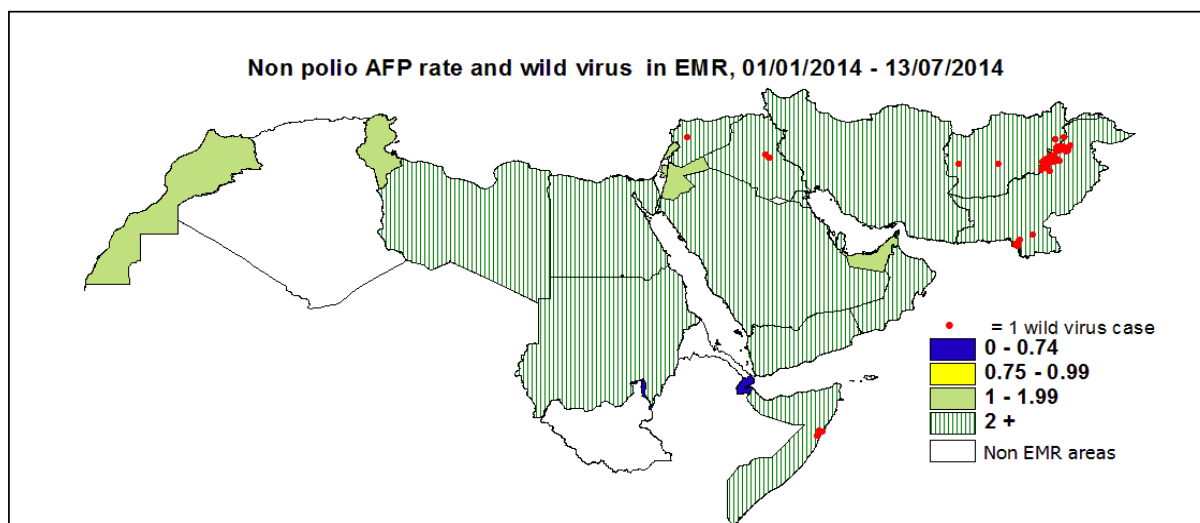 Non polio AFP rate and wild virus in EMR, 01/01/2014 - 13/07/2014
= 1 wild virus case
0 - 0.74
0.75 - 0.99
1 - 1.99
2 +
Non EMR areas